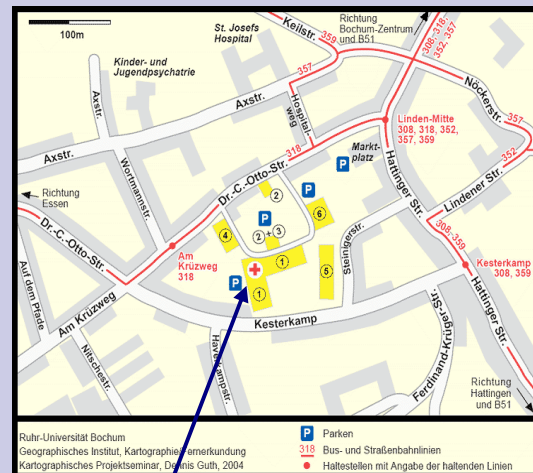 100m
St. Josefs
Hospital
Keilstr.
359
Richtung
Bochum-Zentrum
und B51
308, 318,
352, 357
Kinder- und
Jugendpsychatrie
357
Axstr.
Hospital-
weg
Nöckerstr.
357
Linden-Mitte
308, 318, 352,
357, 359
352
Axstr.
Wortmannstr.
318
Markt-
platz
P
Dr.-C.-Otto-Str.
Hattinger Str.
Lindener Str.
Richtung
Essen
2
P
P
6
4
2 + 3
Steinigerstr.
308, 359
Dr.-C.-Otto-Str.
Am
Krüzweg
318
1
5
Kesterkamp
308, 359
Auf dem Pfade
P
1
Am Krüzweg
Kesterkamp
Hattinger Str.
Nitschestr.
Haverkampstr.
Ferdinand-Krüger-Str.
Richtung
Hattingen
und B51
Ruhr-Universität Bochum
Geographisches Institut, Kartographie/Fernerkundung
Kartographisches Projektseminar, Dennis Guth, 2004
P Parken
318 Bus- und Straßenbahnlinien
Haltestellen mit Angabe der haltenden Linien